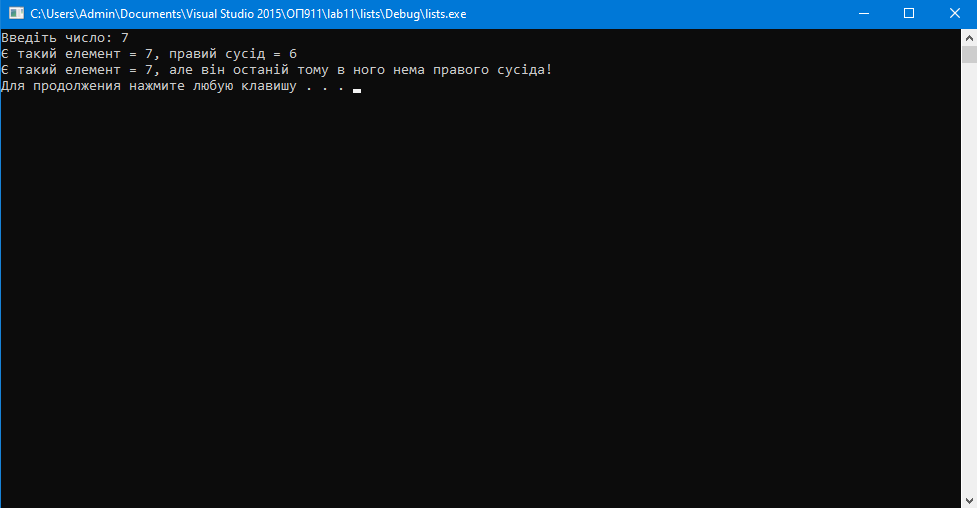 C:\Users\Admin\Documents\Visual Studio 2015\ОП911\lab11\lists\Debug\lists.exe
Введіть число: 7
Є такий елемент = 7, правий сусід = 6
Є такий елемент = 7, але він останій тому в ного нема правого сусіда!
Для продолжения нажмите любую клавишу . . .